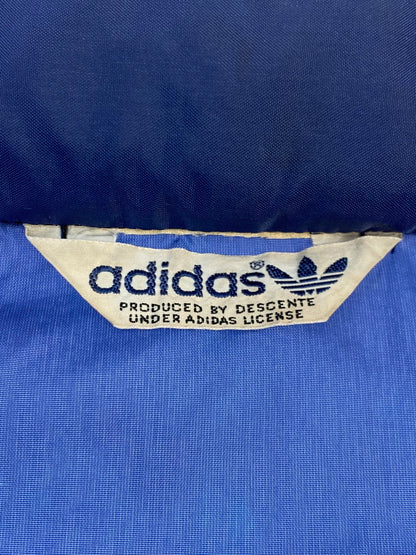 adidas®
PRODUCED BY DESCENTE
UNDER ADIDAS LICENSE